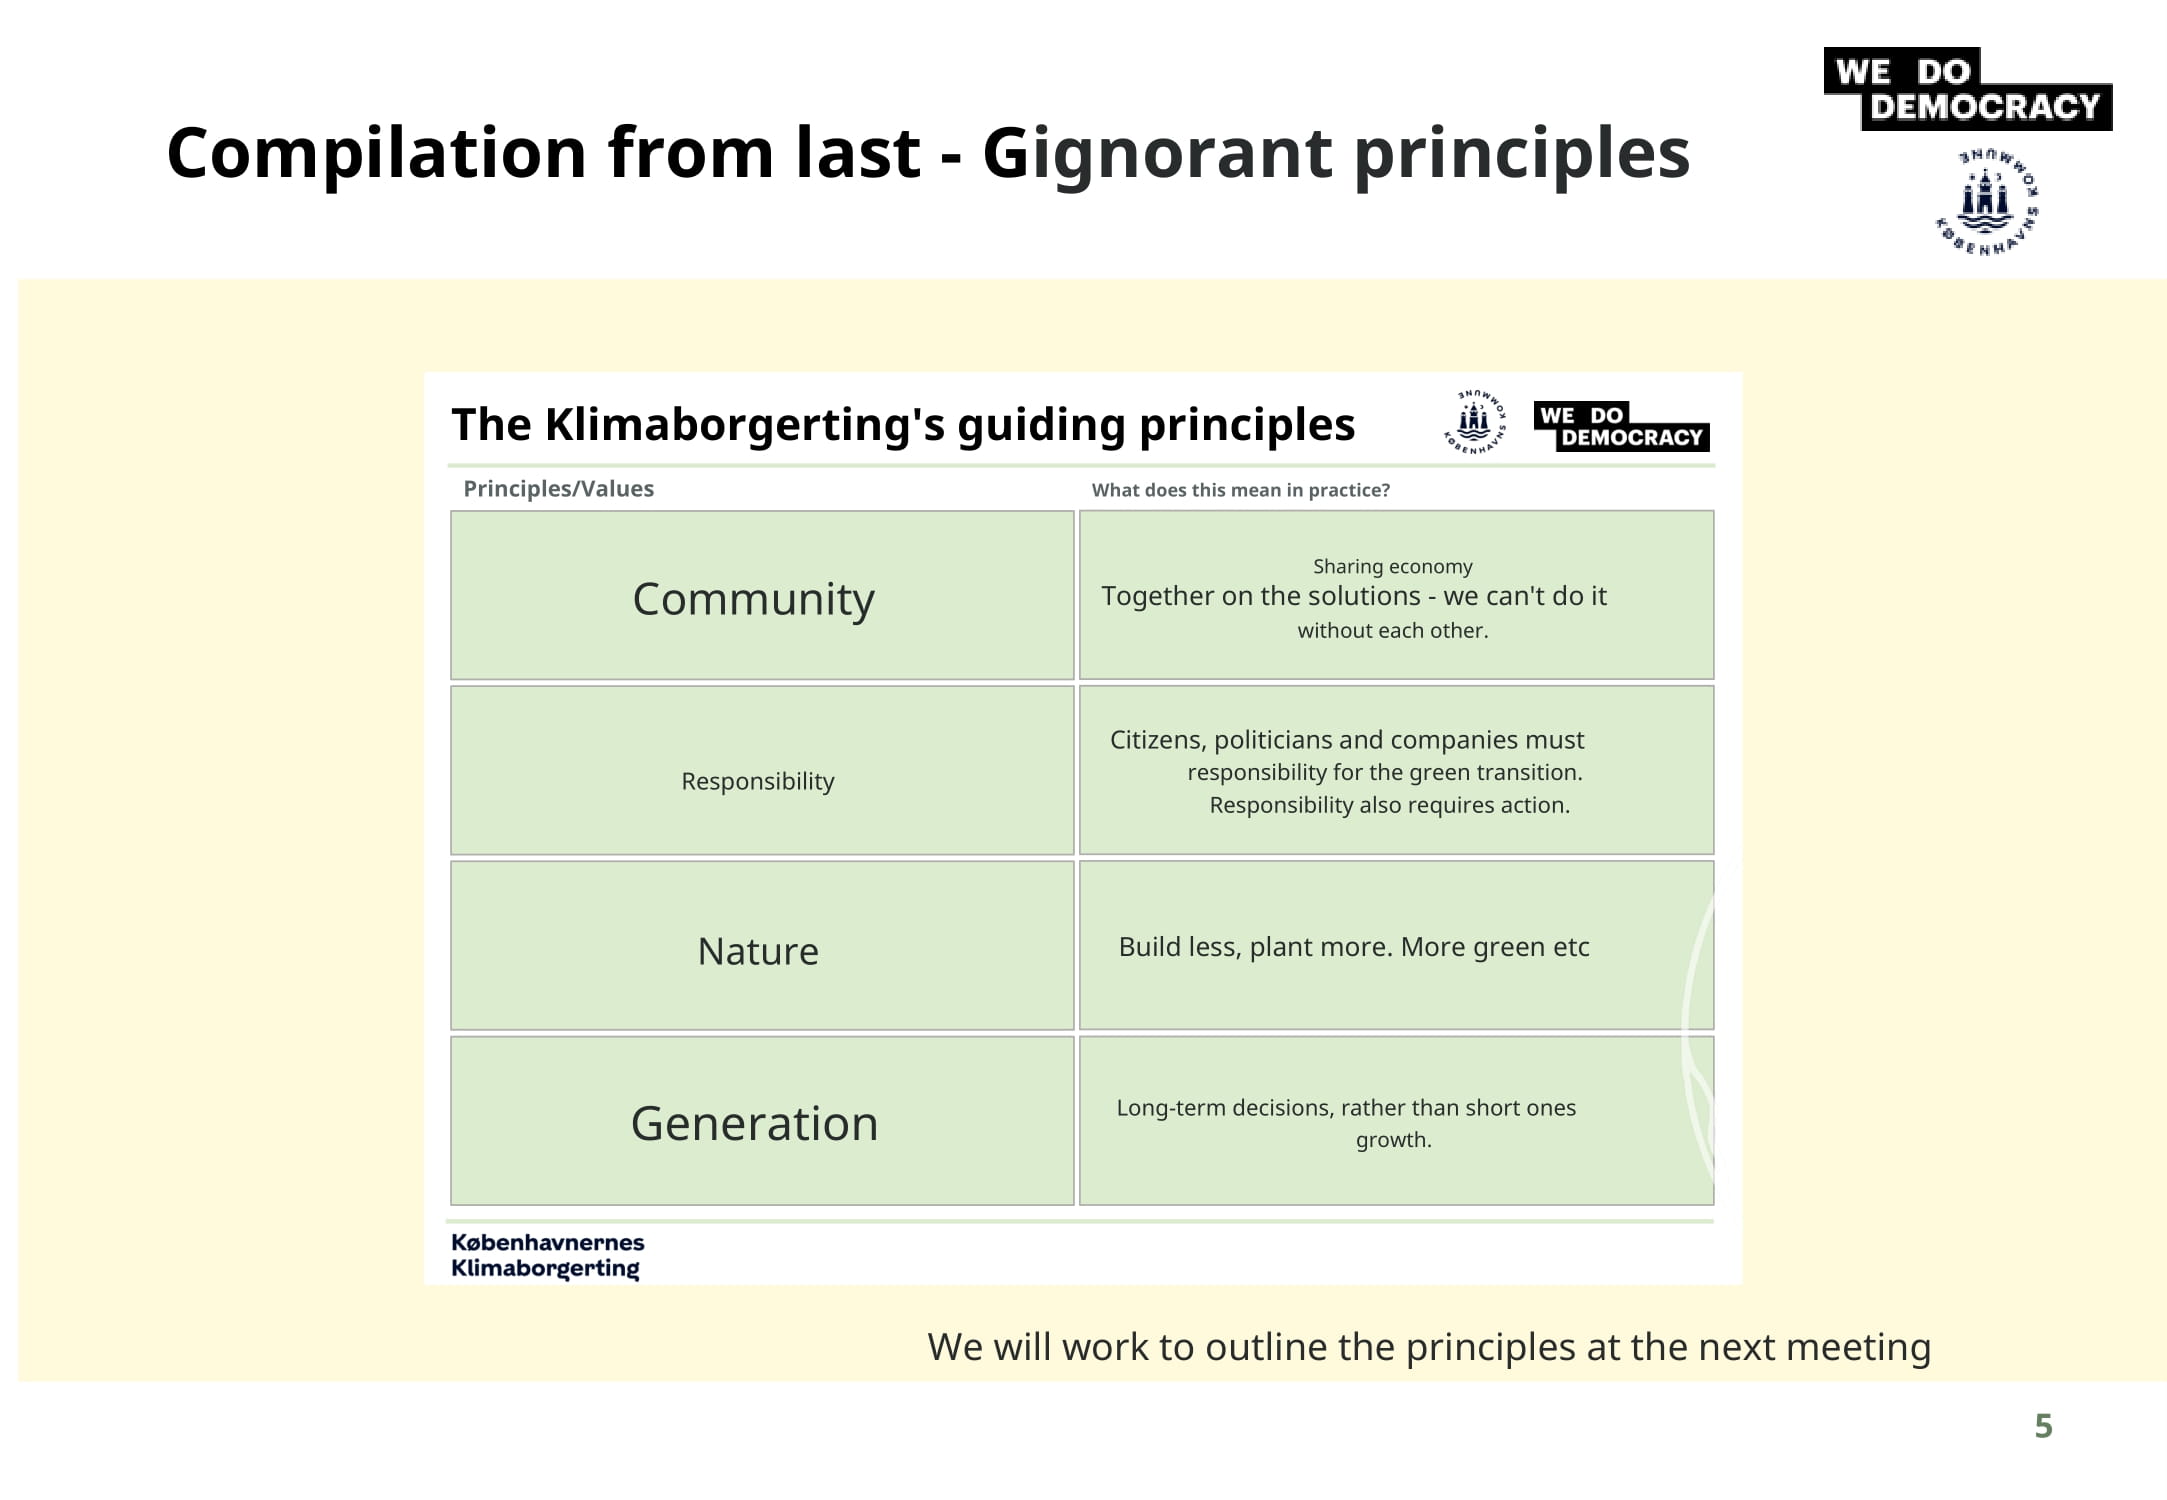 WE DO
DEMOCRACY
Compilation from last - Gignorant principles
KØBENHAVNS KOMMUNE
The Klimaborgerting's guiding principles
KØBENHAVNS KOMMUNE
WE DO
DEMOCRACY
Principles/Values
What does this mean in practice?
Community
Sharing economy
Together on the solutions - we can't do it
without each other.
Responsibility
Citizens, politicians and companies must
responsibility for the green transition.
Responsibility also requires action.
Nature
Build less, plant more. More green etc
Generation
Long-term decisions, rather than short ones
growth.
Københavnernes
Klimaborgerting
We will work to outline the principles at the next meeting
5